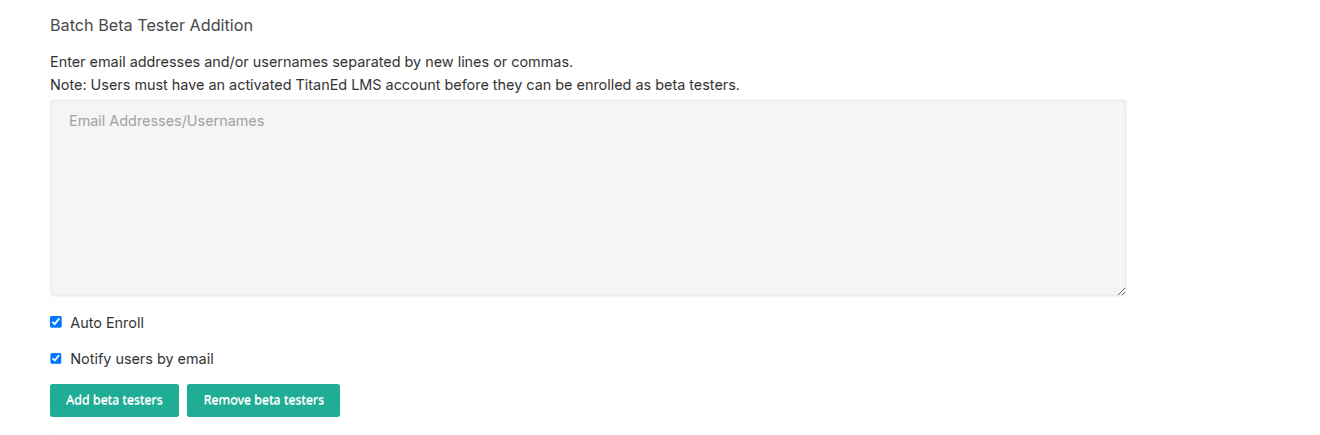 Batch Beta Tester Addition
Enter email addresses and/or usernames separated by new lines or commas.
Note: Users must have an activated TitanEd LMS account before they can be enrolled as beta testers.
Email Addresses/Usernames
Auto Enroll
Notify users by email
Add beta testers
Remove beta testers